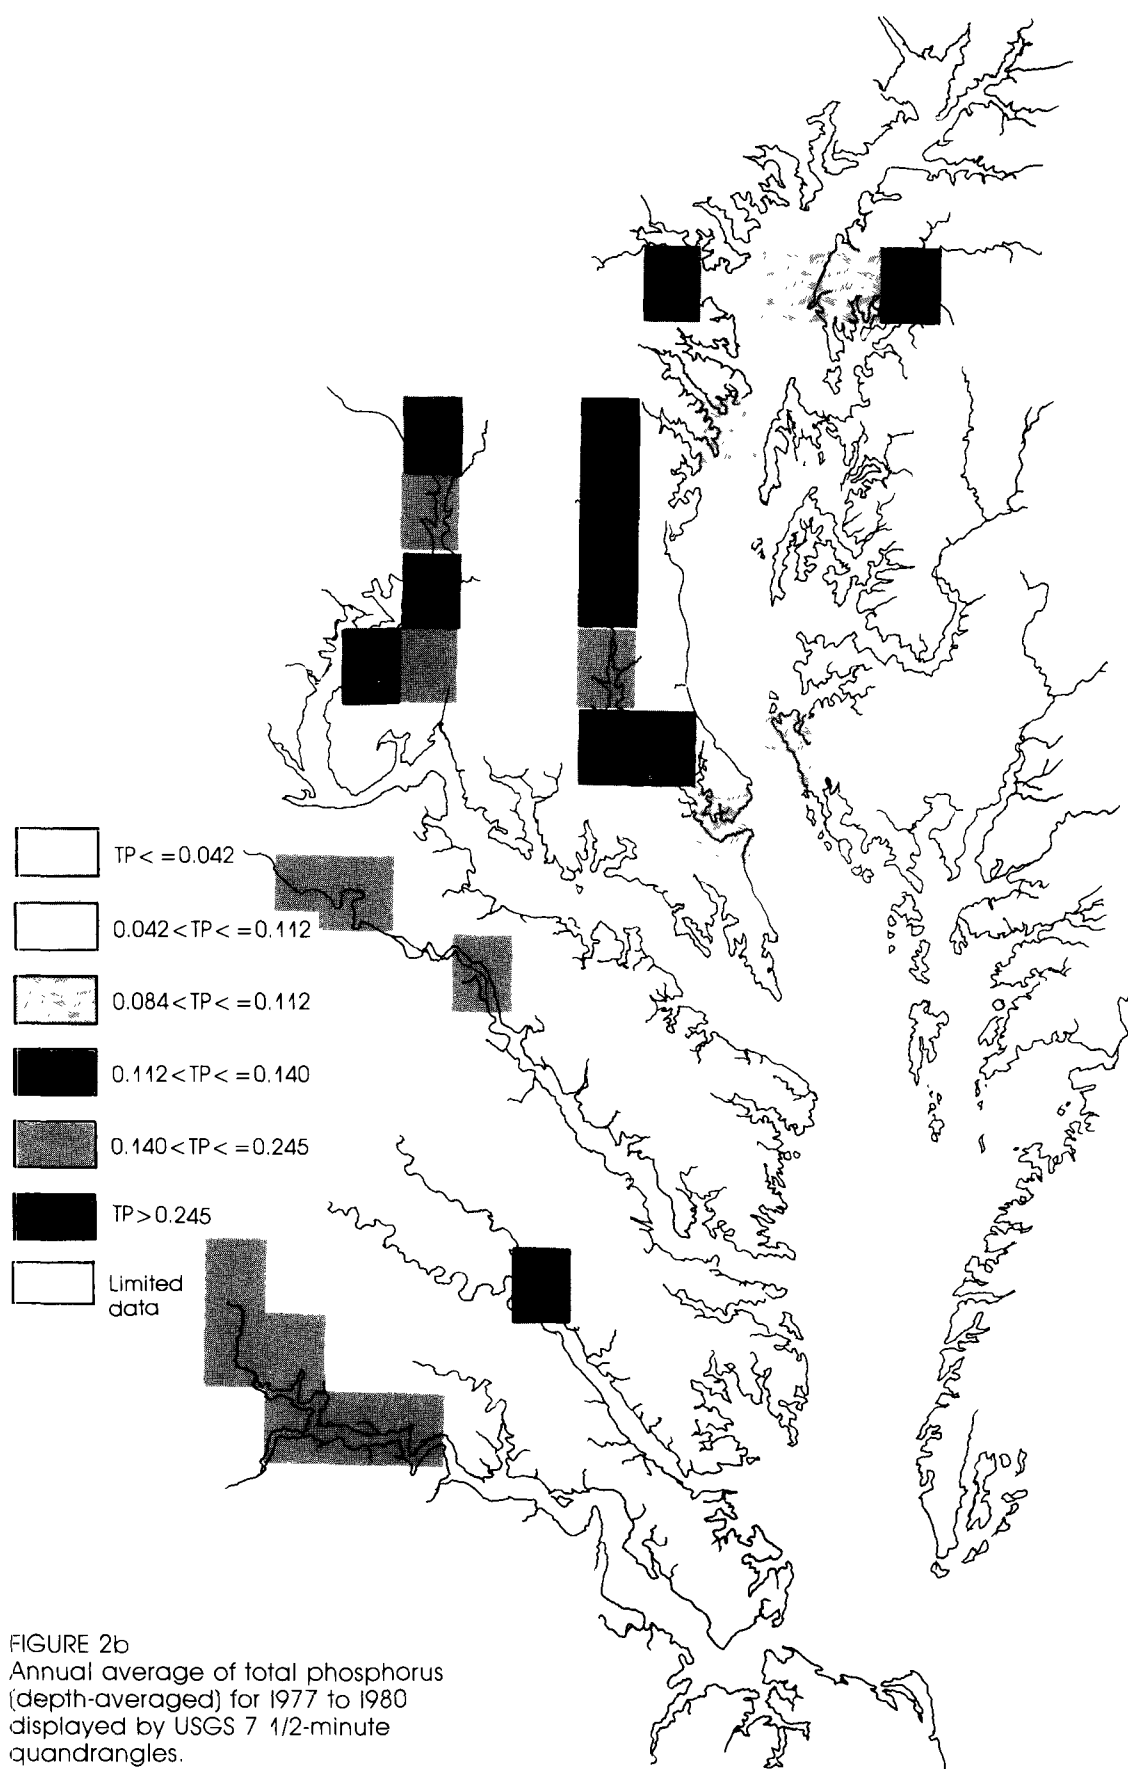 TP< =0.042
0.042<TP< =0.112
0.084<TP< =0.112
0.112<TP< =0.140
0.140<TP< =0.245
TP>0.245
Limited
data
FIGURE 2b
Annual average of total phosphorus
(depth-averaged) for 1977 to 1980
displayed by USGS 7 1/2-minute
quandrangles.